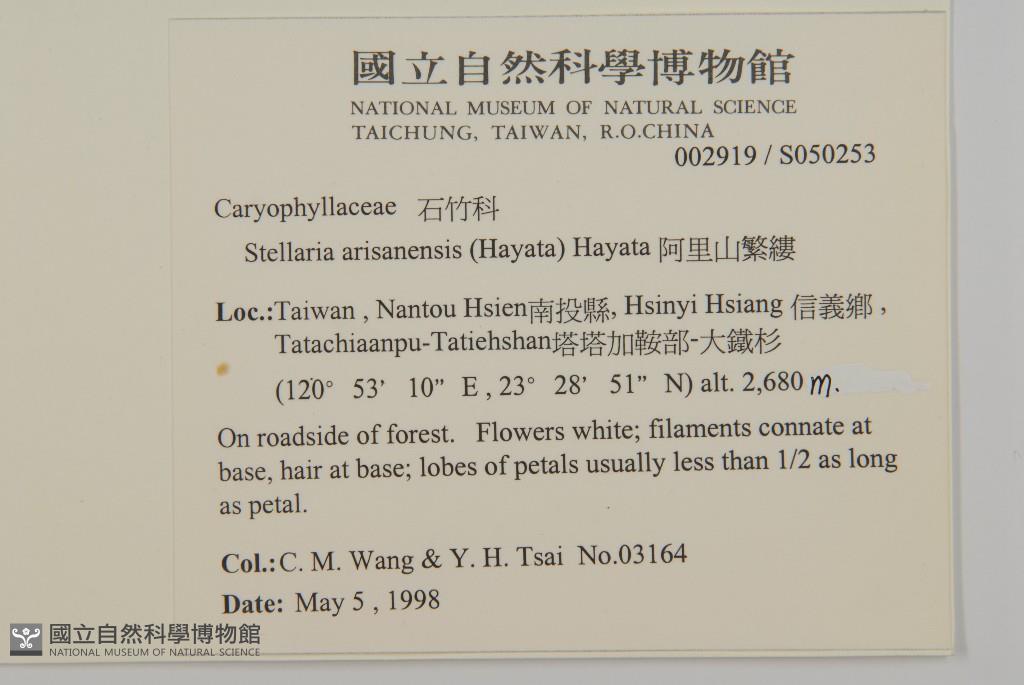 國立自然科學博物館
NATIONAL MUSEUM OF NATURAL SCIENCE
TAICHUNG, TAIWAN, R.O.CHINA
002919 / S050253
Caryophyllaceae 石竹科
Stellaria arisanensis (Hayata) Hayata 阿里山繁縷
Loc.:Taiwan , Nantou Hsien南投縣, Hsinyi Hsiang 信義鄉 ,
Tatachiaanpu-Tatiehshan塔塔加鞍部-大鐵杉
(120° 53’ 10” E , 23° 28’ 51” N) alt. 2,680 m.
On roadside of forest. Flowers white; filaments connate at
base, hair at base; lobes of petals usually less than 1/2 as long
as petal.
Col.: C. M. Wang & Y. H. Tsai No.03164
Date: May 5 , 1998
國立自然科學博物館
NATIONAL MUSEUM OF NATURAL SCIENCE